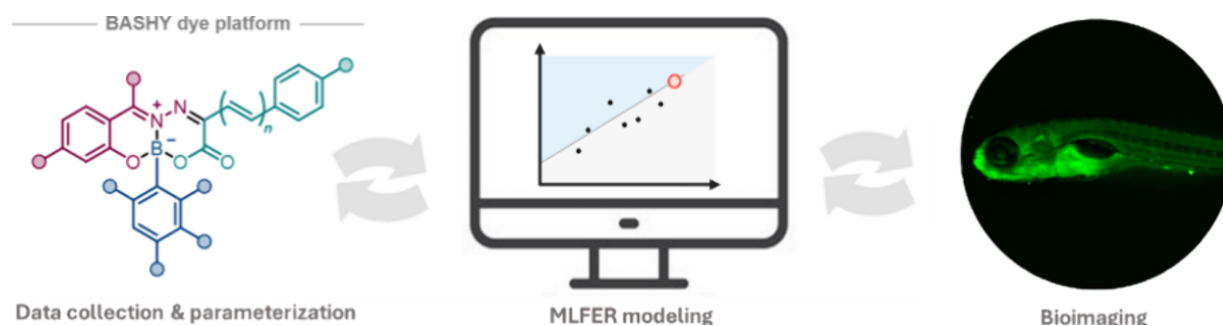 BASHY dye platform
N
+
N
n
B
−
O
O
O
Data collection & parameterization
MLFER modeling
Bioimaging